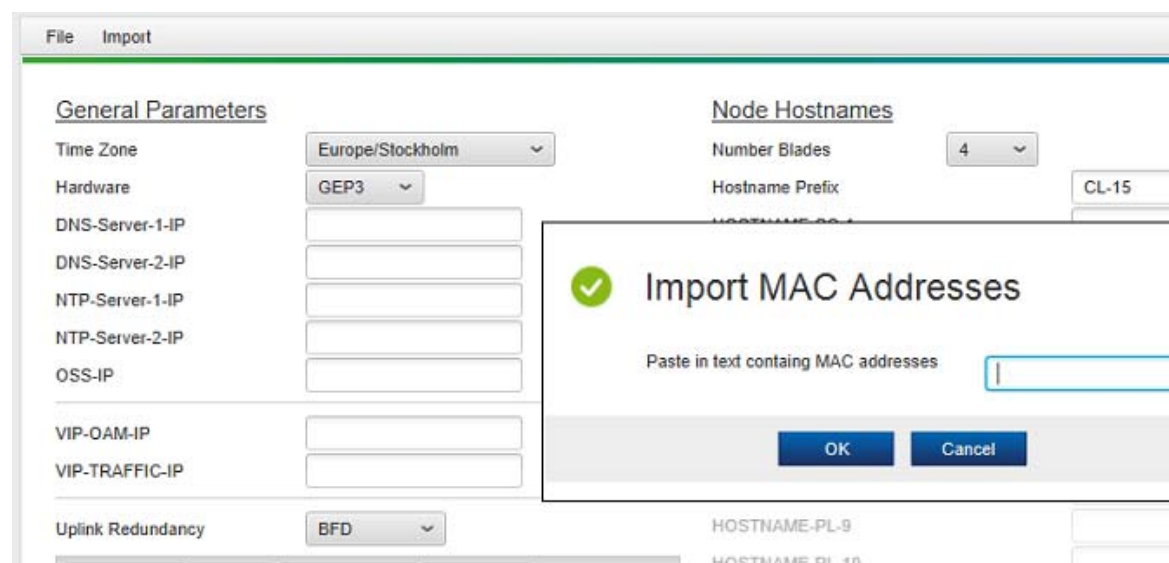 File Import
General Parameters
Time Zone
Europe/Stockholm
Hardware
GEP3
DNS-Server-1-IP
DNS-Server-2-IP
NTP-Server-1-IP
NTP-Server-2-IP
OSS-IP
VIP-OAM-IP
VIP-TRAFFIC-IP
Uplink Redundancy
BFD
Node Hostnames
Number Blades
4
Hostname Prefix
CL-15
Import MAC Addresses
Paste in text containg MAC addresses
OK
Cancel
HOSTNAME-PL-9